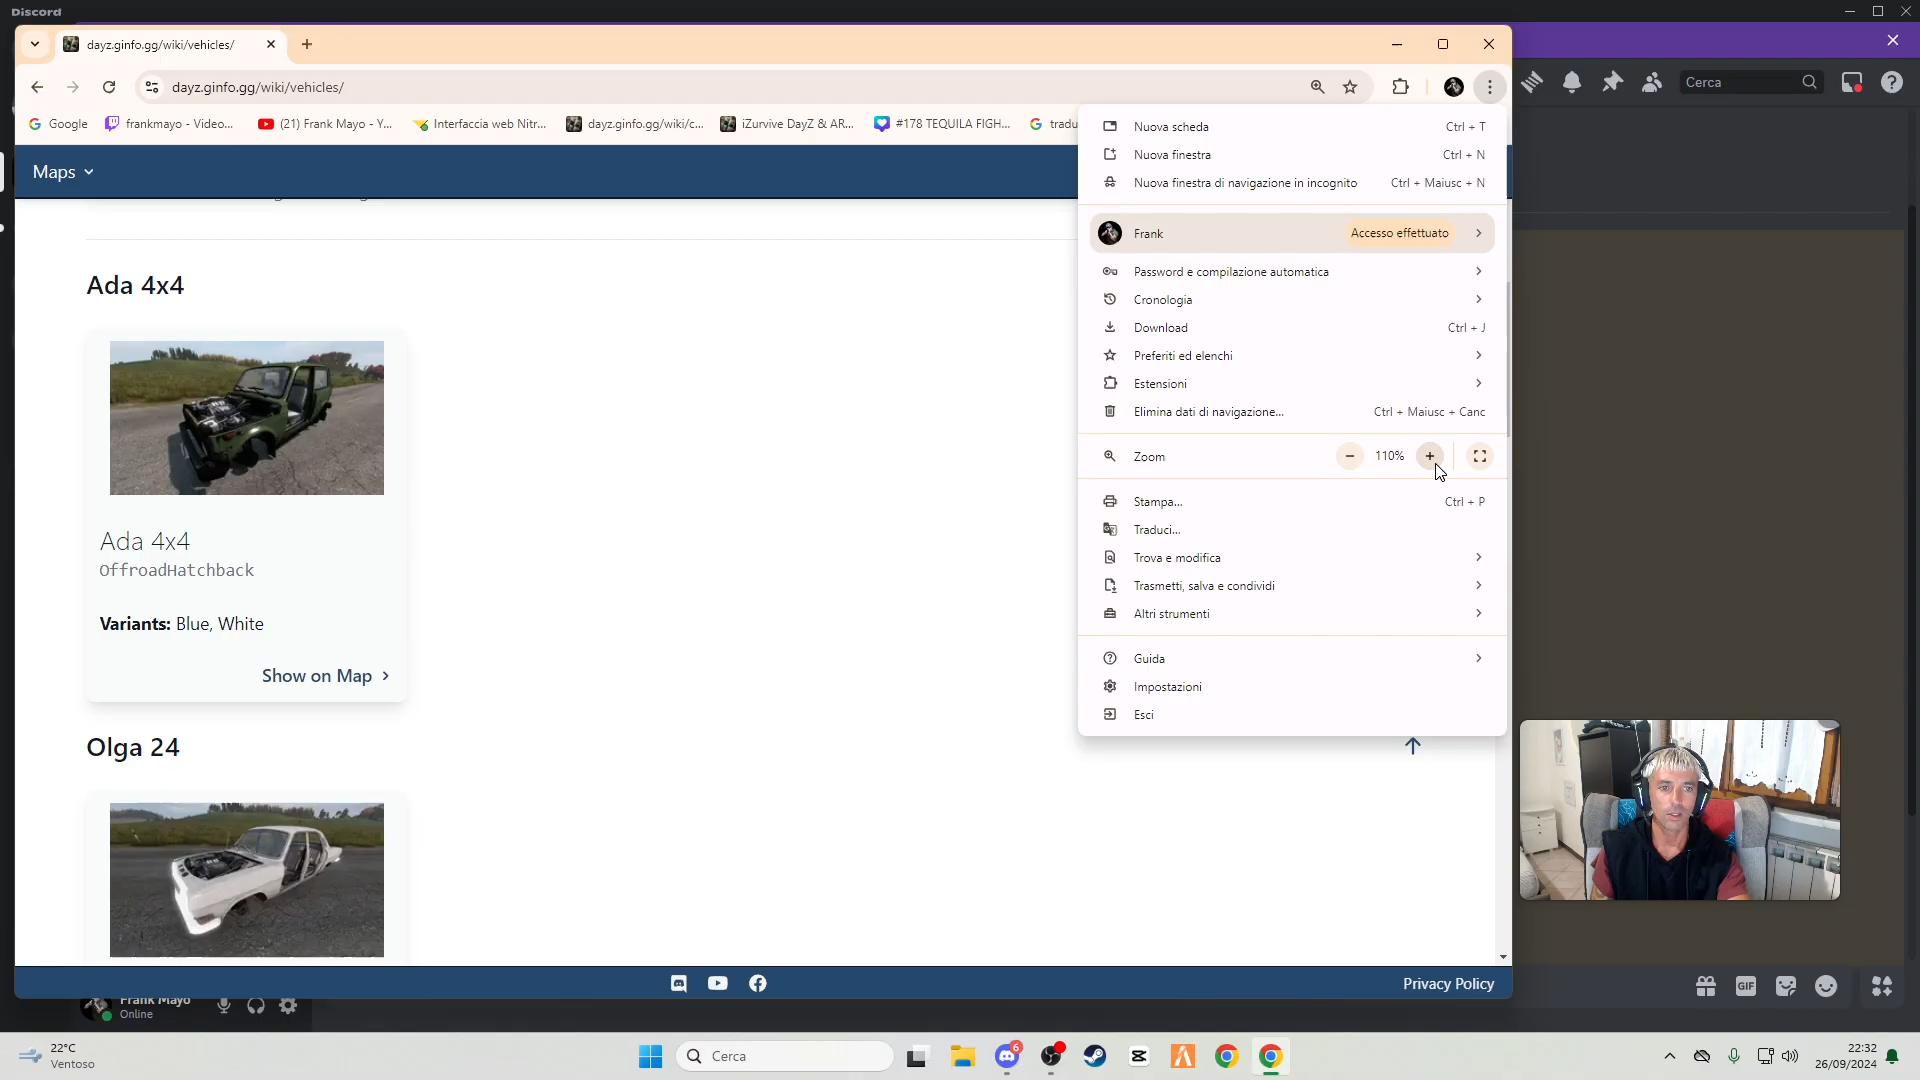 Discord
dayz.ginfo.gg/wiki/vehicles/
dayz.ginfo.gg/wiki/vehicles/
Cerca
Google
frankmayo - Video...
(21) Frank Mayo - Y...
Interfaccia web Nitr...
dayz.ginfo.gg/wiki/c...
iZurvive DayZ & AR...
#178 TEQUILA FIGH...
tradu
Maps
Nuova scheda Ctrl + T
Nuova finestra Ctrl + N
Nuova finestra di navigazione in incognito Ctrl + Maiusc + N
Frank Accesso effettuato
Password e compilazione automatica
Cronologia
Download Ctrl + J
Preferiti ed elenchi
Estensioni
Elimina dati di navigazione... Ctrl + Maiusc + Canc
Zoom 110%
Stampa... Ctrl + P
Traduci...
Trova e modifica
Trasmetti, salva e condividi
Altri strumenti
Guida
Impostazioni
Esci
Ada 4x4
Ada 4x4
OffroadHatchback
Variants: Blue, White
Show on Map
Olga 24
Privacy Policy
GIF
Frank Mayo
Online
22°C
Ventoso
Cerca
6
22:32
26/09/2024